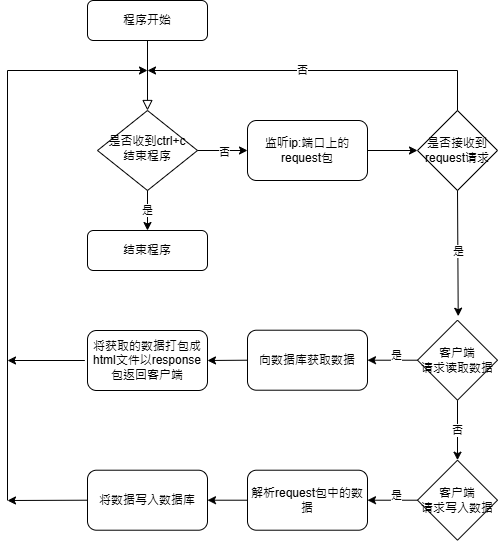 程序开始
否
是否收到ctrl+c
结束程序
否
监听ip:端口上的
request包
是否接收到
request请求
是
结束程序
是
将获取的数据打包成
html文件以response
包返回客户端
向数据库获取数据
是
客户端
请求读取数据
否
将数据写入数据库
解析request包中的数
据
是
客户端
请求写入数据